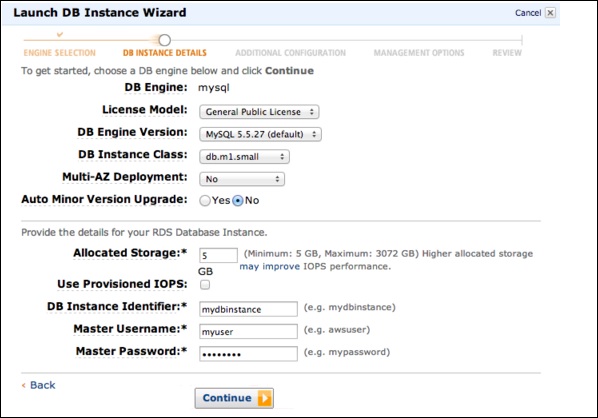 Launch DB Instance Wizard Cancel X
ENGINE SELECTION DB INSTANCE DETAILS ADDITIONAL CONFIGURATION MANAGEMENT OPTIONS REVIEW
To get started, choose a DB engine below and click Continue
DB Engine: mysql
License Model: General Public License
DB Engine Version: MySQL 5.5.27 (default)
DB Instance Class: db.m1.small
Multi-AZ Deployment: No
Auto Minor Version Upgrade: Yes No
Provide the details for your RDS Database Instance.
Allocated Storage:* 5 (Minimum: 5 GB, Maximum: 3072 GB) Higher allocated storage
GB may improve IOPS performance.
Use Provisioned IOPS:
DB Instance Identifier:* mydbinstance (e.g. mydbinstance)
Master Username:* myuser (e.g. awsuser)
Master Password:* •••••••• (e.g. mypassword)
‹ Back
Continue